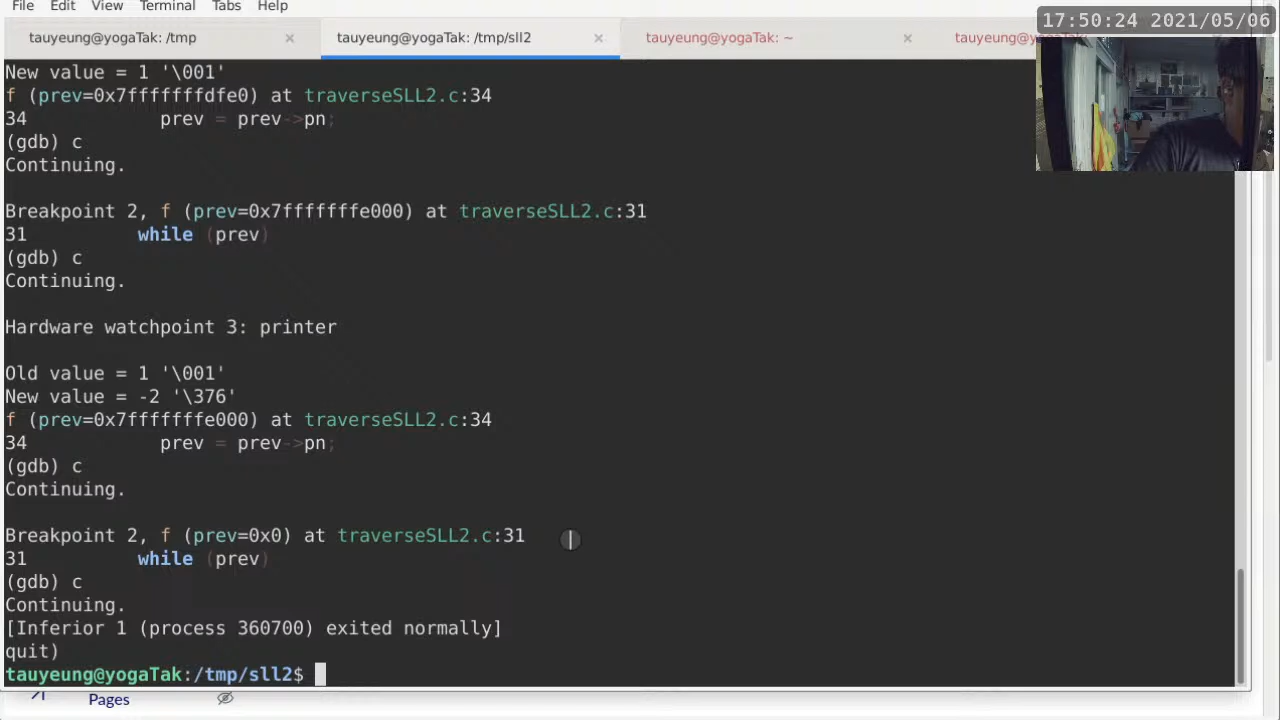 File Edit View Terminal Tabs Help
17:50:24 2021/05/06
tauyeung@yogaTak: /tmp × tauyeung@yogaTak: /tmp/sll2 × tauyeung@yogaTak: ~ × tauyeung@yogaTak:
New value = 1 '\001'
f (prev=0x7fffffffdfe0) at traverseSLL2.c:34
34 prev = prev->pn;
(gdb) c
Continuing.
Breakpoint 2, f (prev=0x7fffffffe000) at traverseSLL2.c:31
31 while (prev)
(gdb) c
Continuing.
Hardware watchpoint 3: printer
Old value = 1 '\001'
New value = -2 '\376'
f (prev=0x7fffffffe000) at traverseSLL2.c:34
34 prev = prev->pn;
(gdb) c
Continuing.
Breakpoint 2, f (prev=0x0) at traverseSLL2.c:31
31 while (prev)
(gdb) c
Continuing.
[Inferior 1 (process 360700) exited normally]
quit)
tauyeung@yogaTak:/tmp/sll2$
Pages